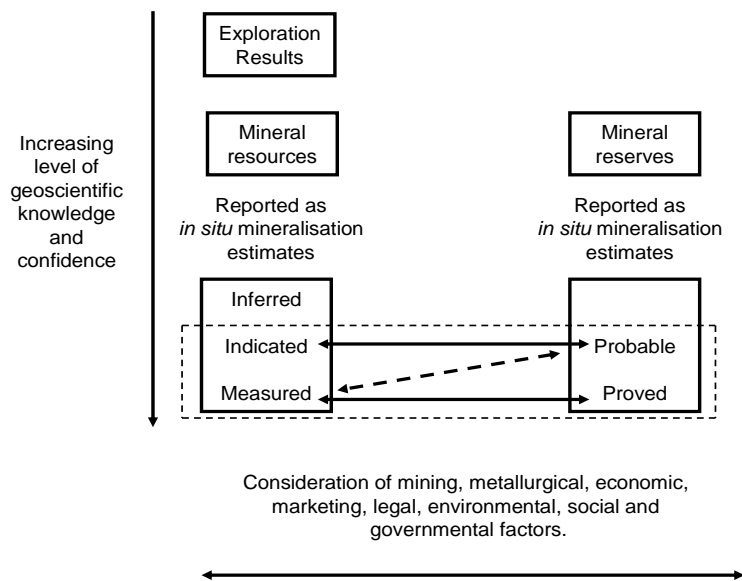 Exploration
Results
Increasing
level of
geoscientific
knowledge
and
confidence
Mineral
resources
Mineral
reserves
Reported as
in situ mineralisation
estimates
Reported as
in situ mineralisation
estimates
Inferred
Indicated
Measured
Probable
Proved
Consideration of mining, metallurgical, economic,
marketing, legal, environmental, social and
governmental factors.